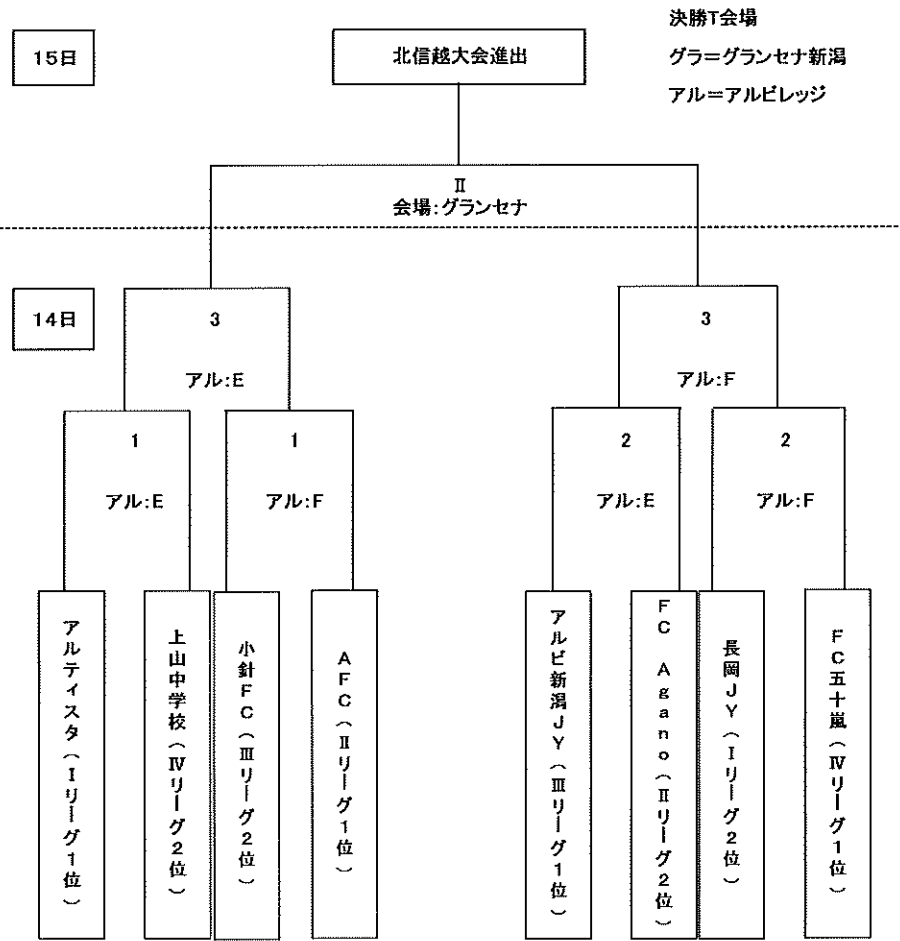 決勝T会場
15日
北信越大会進出
グラ＝グランセナ新潟
アル＝アルビレッジ
Ⅱ
会場:グランセナ
14日
3
3
アル:E
アル:F
1
1
2
2
アル:E
アル:F
アル:E
アル:F
アルティスタ（Ⅰリーグ1位）
上山中学校（Ⅳリーグ2位）
小針FC（Ⅲリーグ2位）
AFC（Ⅱリーグ1位）
アルビ新潟JY（Ⅲリーグ1位）
FC Agano（Ⅱリーグ2位）
長岡JY（Ⅰリーグ2位）
FC五十嵐（Ⅳリーグ1位）